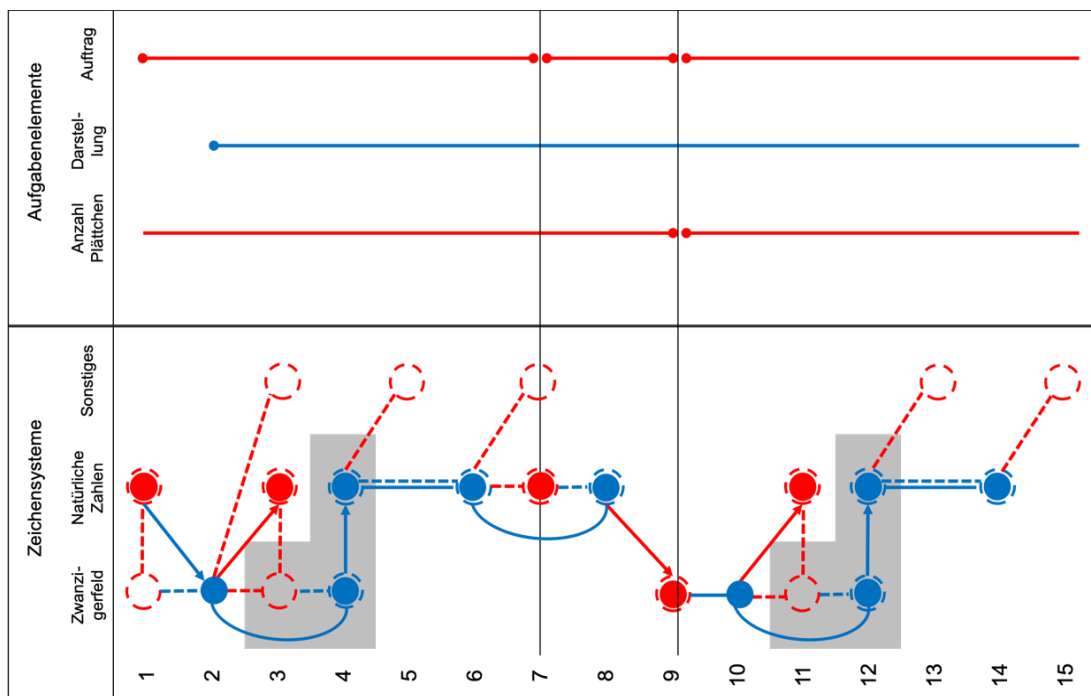 Aufgabenelemente
Auftrag
Darstel-
lung
Anzahl
Plättchen
Zeichensysteme
Sonstiges
Natürliche
Zahlen
Zwanzi-
gerfeld
1
2
3
4
5
6
7
8
9
10
11
12
13
14
15